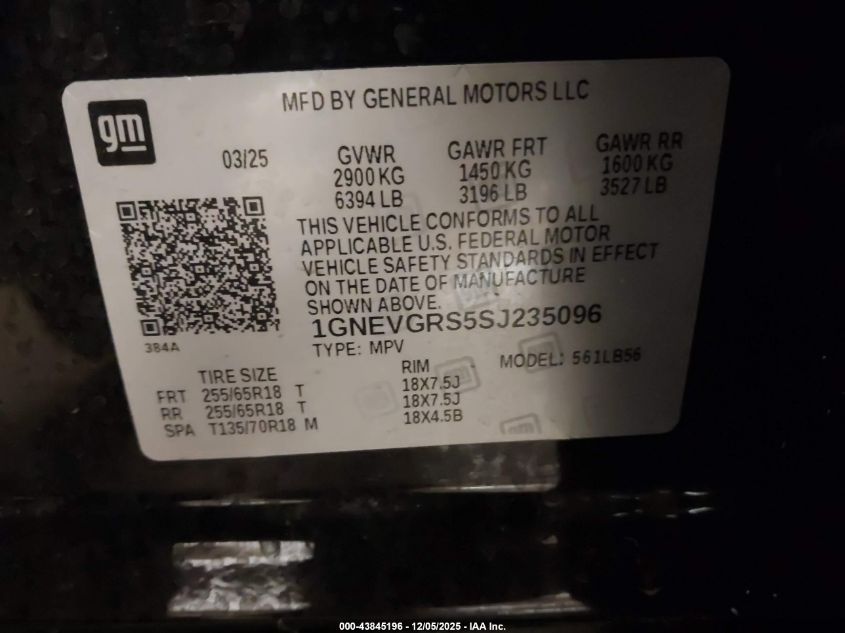 MFD BY GENERAL MOTORS LLC
gm
03/25
GVWR
2900 KG
6394 LB
GAWR FRT
1450 KG
3196 LB
GAWR RR
1600 KG
3527 LB
THIS VEHICLE CONFORMS TO ALL
APPLICABLE U.S. FEDERAL MOTOR
VEHICLE SAFETY STANDARDS IN EFFECT
ON THE DATE OF MANUFACTURE
SHOWN ABOVE.
1GNEVGRS5SJ235096
384A
TYPE: MPV
MODEL: 561LB56
TIRE SIZE
RIM
FRT 255/65R18 T 18X7.5J
RR 255/65R18 T 18X7.5J
SPA T135/70R18 M 18X4.5B
000-43845196 - 12/05/2025 - IAA Inc.